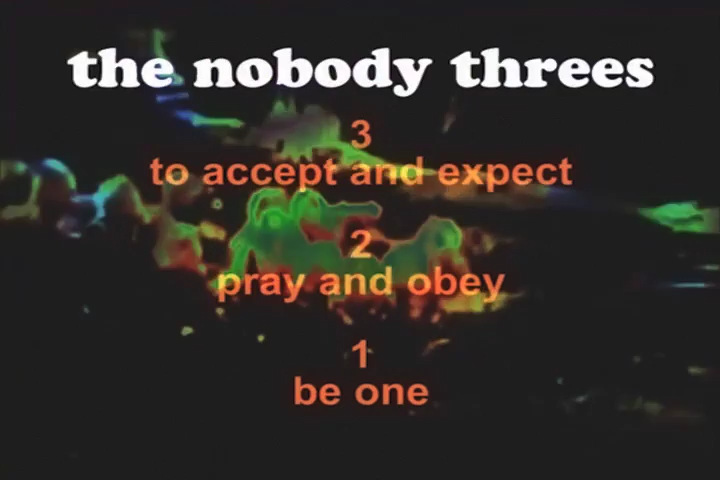 the nobody threes
3
to accept and expect
2
pray and obey
1
be one